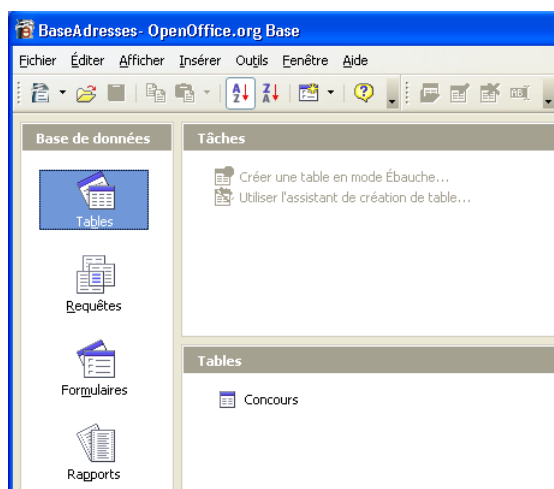 BaseAdresses- OpenOffice.org Base
Fichier Éditer Afficher Insérer Outils Fenêtre Aide
Base de données
Tâches
Créer une table en mode Ébauche...
Utiliser l'assistant de création de table...
Tables
Requêtes
Formulaires
Rapports
Tables
Concours